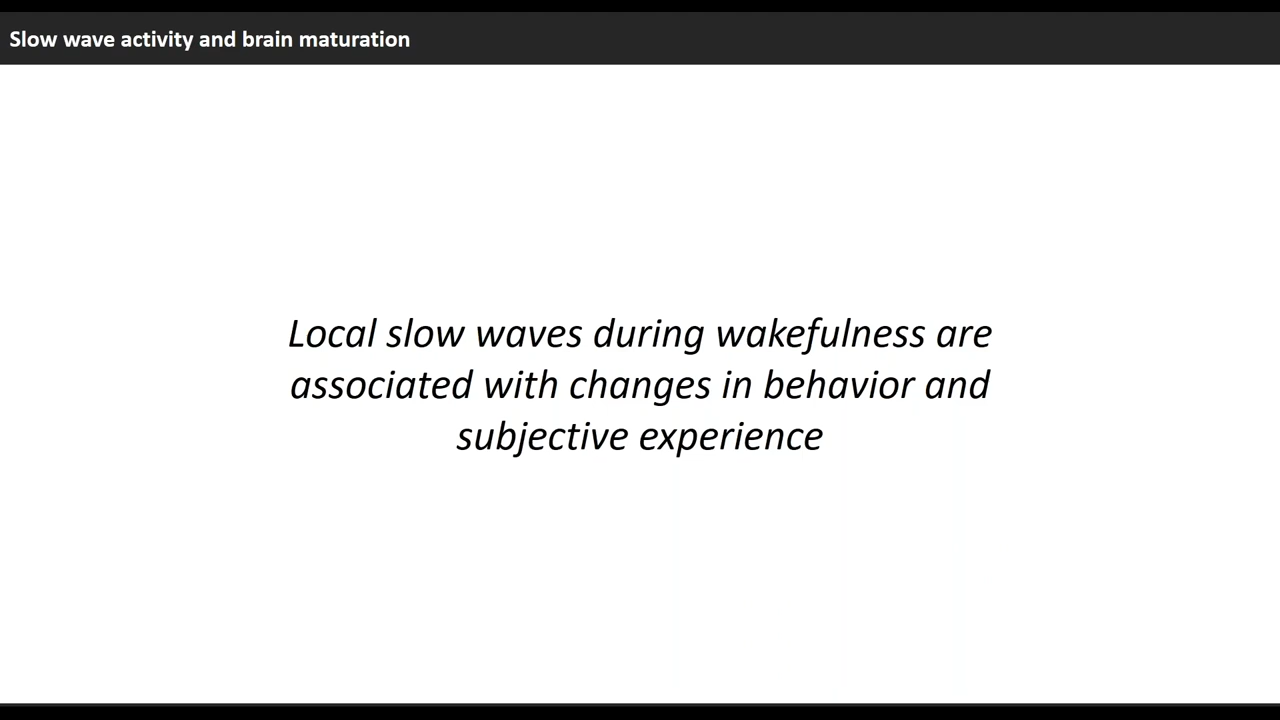 Slow wave activity and brain maturation
Local slow waves during wakefulness are
associated with changes in behavior and
subjective experience